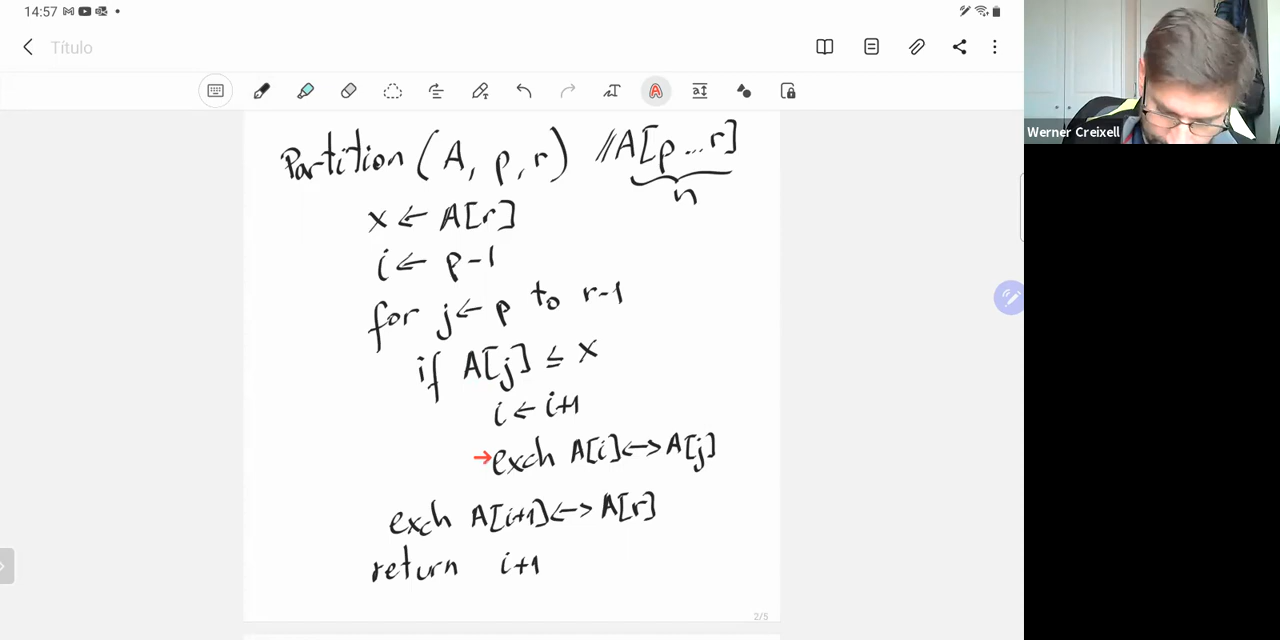 14:57
Título
Werner Creixell
Partition (A, p, r) //A[p...r]
n
x ← A[r]
i ← p-1
for j ← p to r-1
if A[j] ≤ x
i ← i+1
→ exch A[i] ↔ A[j]
exch A[i+1] ↔ A[r]
return i+1
2/5